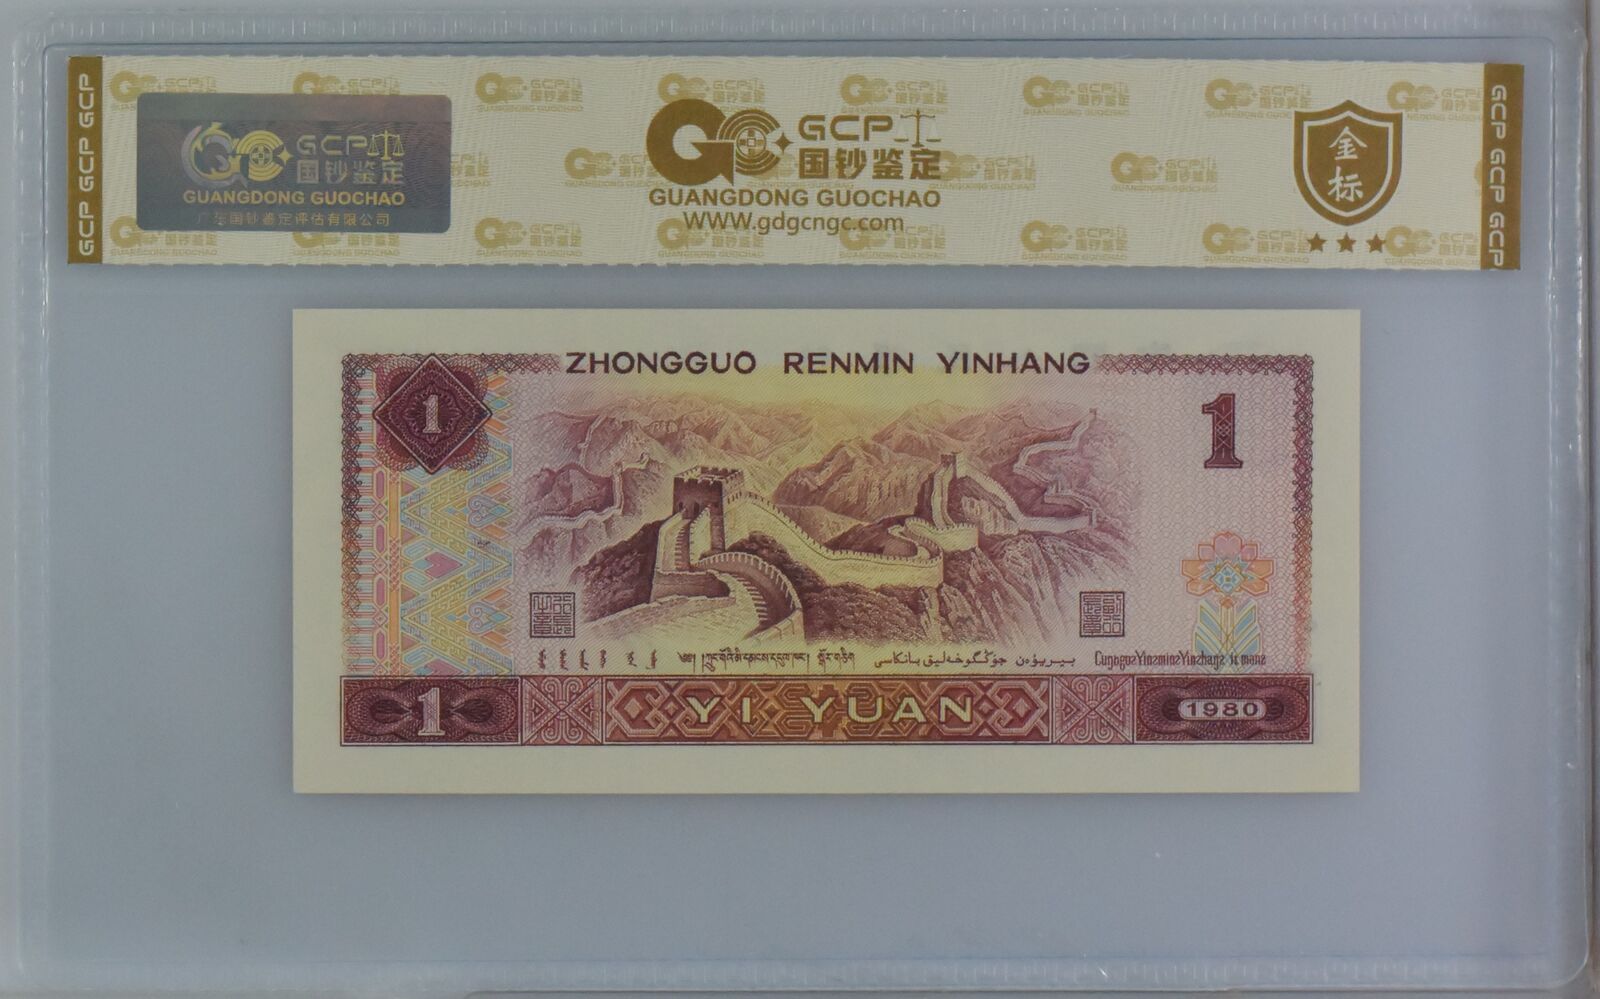 GCP GCP GCP
GCP
国钞鉴定
GUANGDONG GUOCHAO
广东国钞鉴定评估有限公司
GCP
国钞鉴定
GUANGDONG GUOCHAO
WWW.gdgcngc.com
金
标
GCP GCP GCP
ZHONGGUO RENMIN YINHANG
1
1
1
YI YUAN
1980